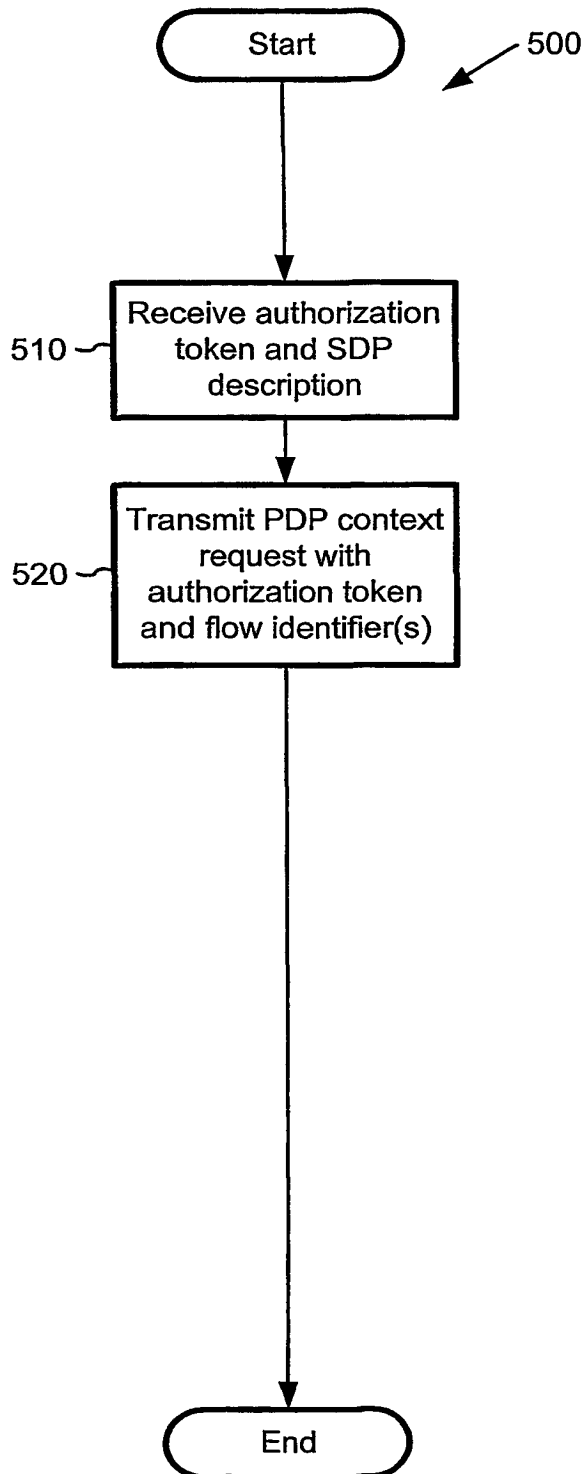 Start
500
510
Receive authorization
token and SDP
description
520
Transmit PDP context
request with
authorization token
and flow identifier(s)
End